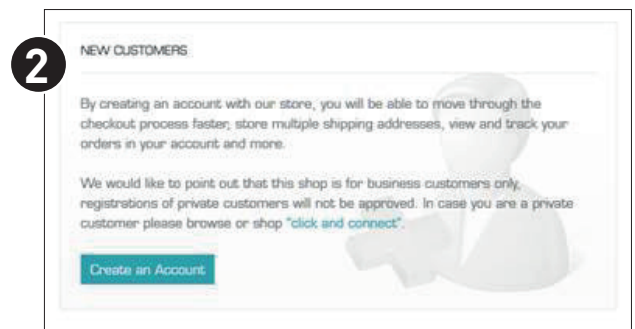 2
NEW CUSTOMERS
By creating an account with our store, you will be able to move through the
checkout process faster, store multiple shipping addresses, view and track your
orders in your account and more.
We would like to point out that this shop is for business customers only,
registrations of private customers will not be approved. In case you are a private
customer please browse or shop "click and connect".
Create an Account